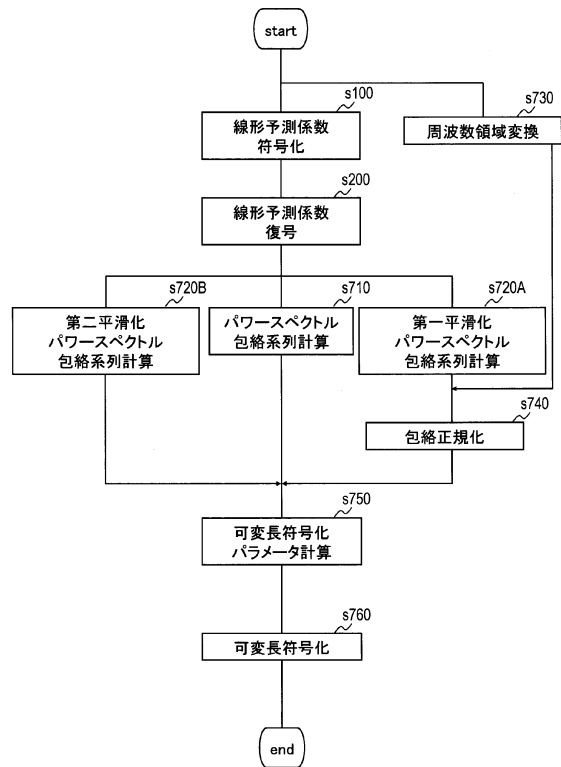 start
s100
線形予測係数
符号化
s730
周波数領域変換
s200
線形予測係数
復号
s720B
第二平滑化
パワースペクトル
包絡系列計算
s710
パワースペクトル
包絡系列計算
s720A
第一平滑化
パワースペクトル
包絡系列計算
s740
包絡正規化
s750
可変長符号化
パラメータ計算
s760
可変長符号化
end